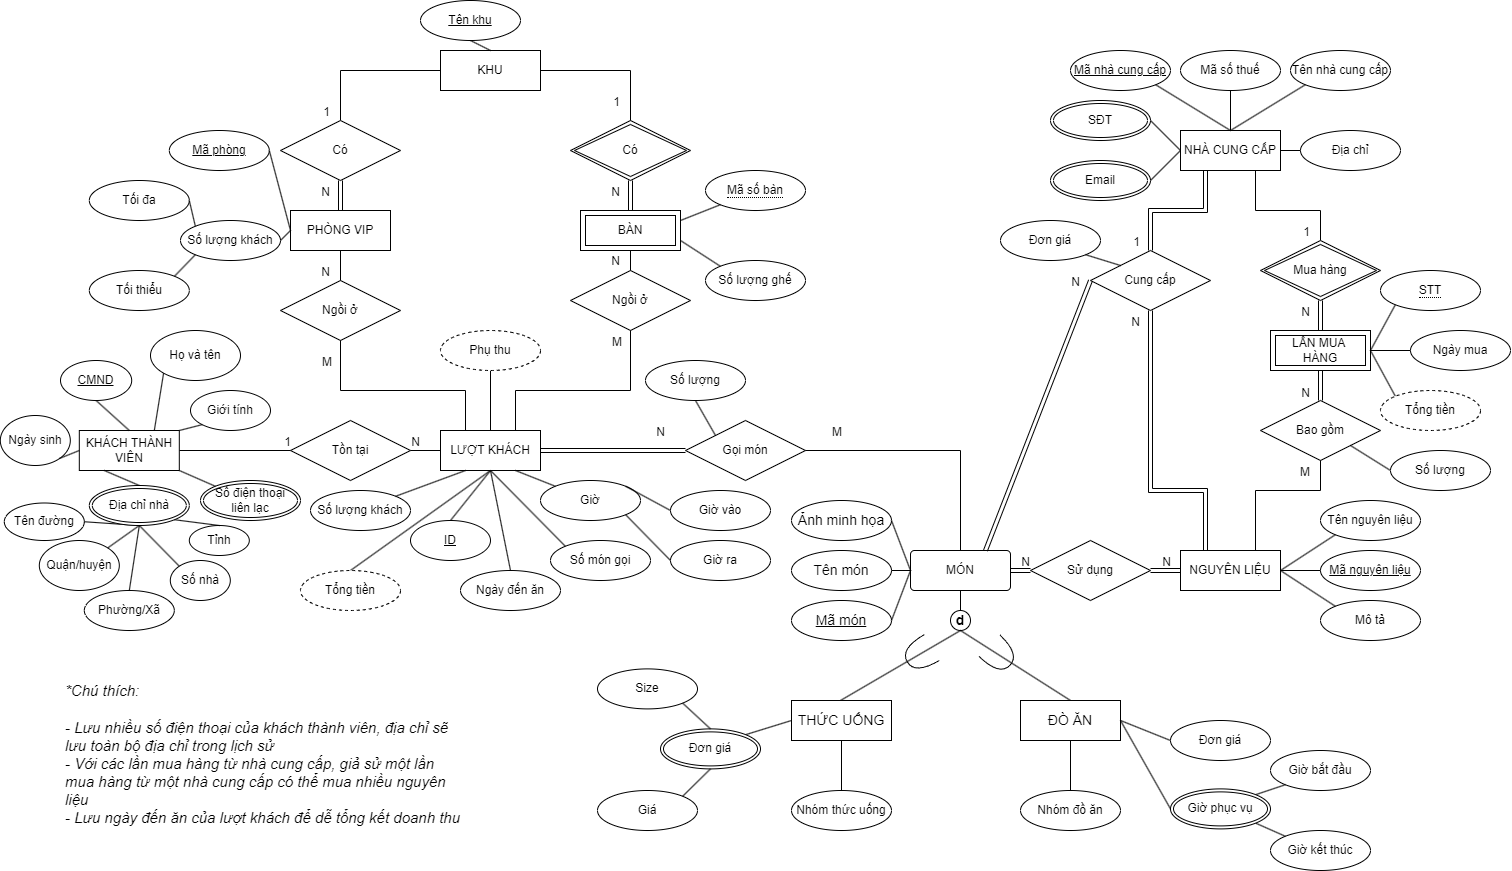 Tên khu
KHU
1
1
Có
Có
Mã phòng
N
N
Tối đa
Số lượng khách
Tối thiểu
PHÒNG VIP
BÀN
Mã số bàn
Số lượng ghế
N
N
Ngồi ở
Ngồi ở
M
M
Mã nhà cung cấp
Mã số thuế
Tên nhà cung cấp
SĐT
Email
NHÀ CUNG CẤP
Địa chỉ
Đơn giá
1
1
N
Cung cấp
Mua hàng
N
N
STT
LẦN MUA
HÀNG
Ngày mua
Tổng tiền
N
Bao gồm
M
Số lượng
Phụ thu
Số lượng
Họ và tên
CMND
Giới tính
Ngày sinh
KHÁCH THÀNH
VIÊN
1
Tồn tại
N
LƯỢT KHÁCH
N
Gọi món
M
Địa chỉ nhà
Số điện thoại
liên lạc
Tên đường
Tỉnh
Quận/huyện
Số nhà
Phường/Xã
Số lượng khách
ID
Tổng tiền
Ngày đến ăn
Số món gọi
Giờ
Giờ vào
Giờ ra
Ảnh minh họa
Tên món
Mã món
MÓN
N
Sử dụng
N
NGUYÊN LIỆU
Tên nguyên liệu
Mã nguyên liệu
Mô tả
d
Size
Đơn giá
Giá
THỨC UỐNG
Nhóm thức uống
ĐỒ ĂN
Nhóm đồ ăn
Đơn giá
Giờ phục vụ
Giờ bắt đầu
Giờ kết thúc
*Chú thích:
- Lưu nhiều số điện thoại của khách thành viên, địa chỉ sẽ
lưu toàn bộ địa chỉ trong lịch sử
- Với các lần mua hàng từ nhà cung cấp, giả sử một lần
mua hàng từ một nhà cung cấp có thể mua nhiều nguyên
liệu
- Lưu ngày đến ăn của lượt khách để dễ tổng kết doanh thu